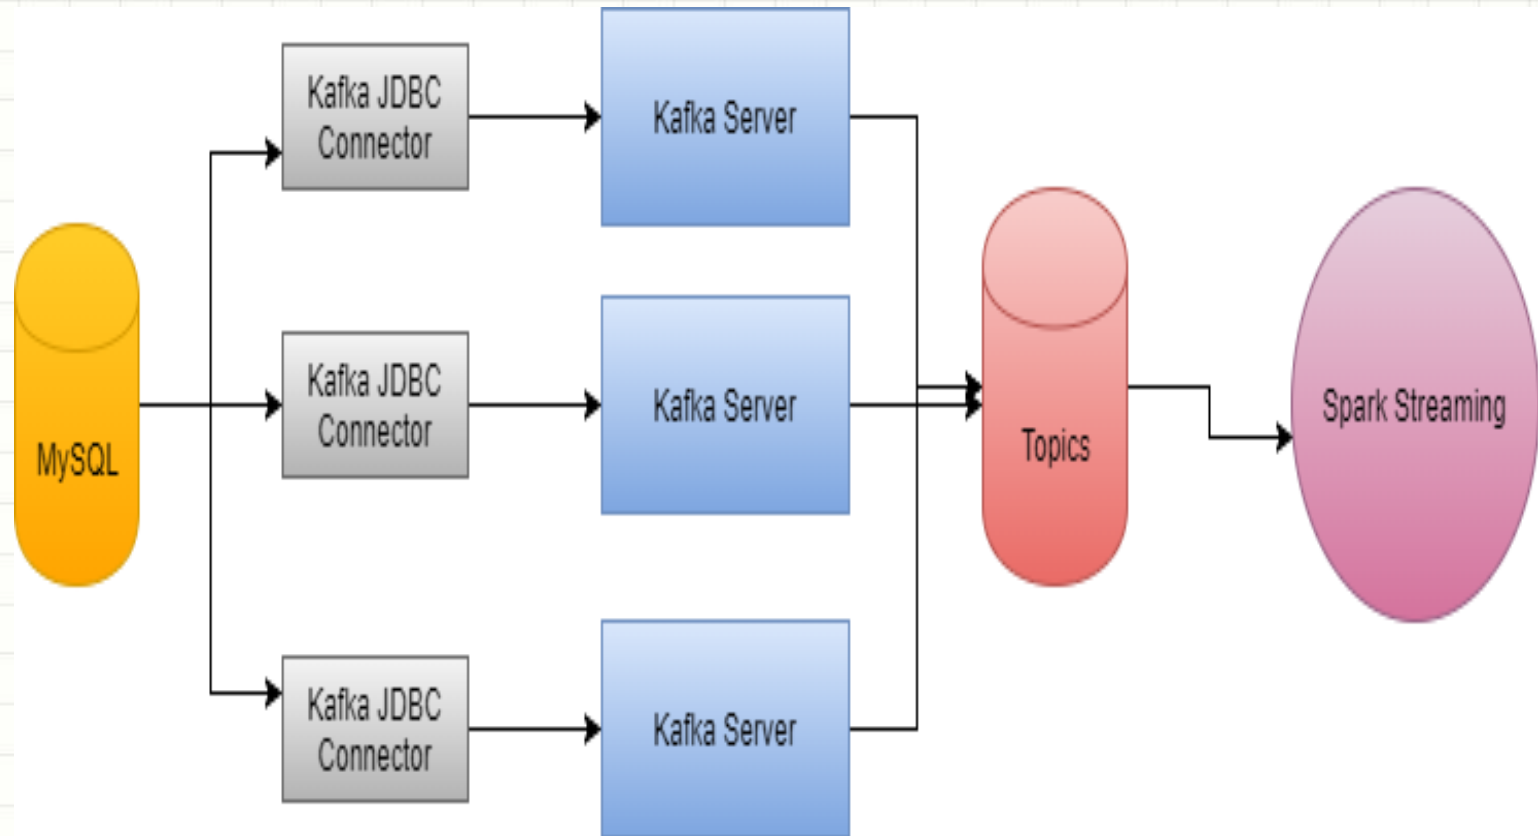 Kafka JDBC
Connector
Kafka Server
MySQL
Kafka JDBC
Connector
Kafka Server
Topics
Spark Streaming
Kafka JDBC
Connector
Kafka Server